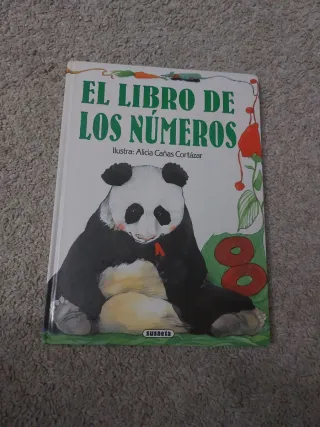 EL LIBRO DE
LOS NÚMEROS
Ilustra: Alicia Cañas Cortázar
susaeta